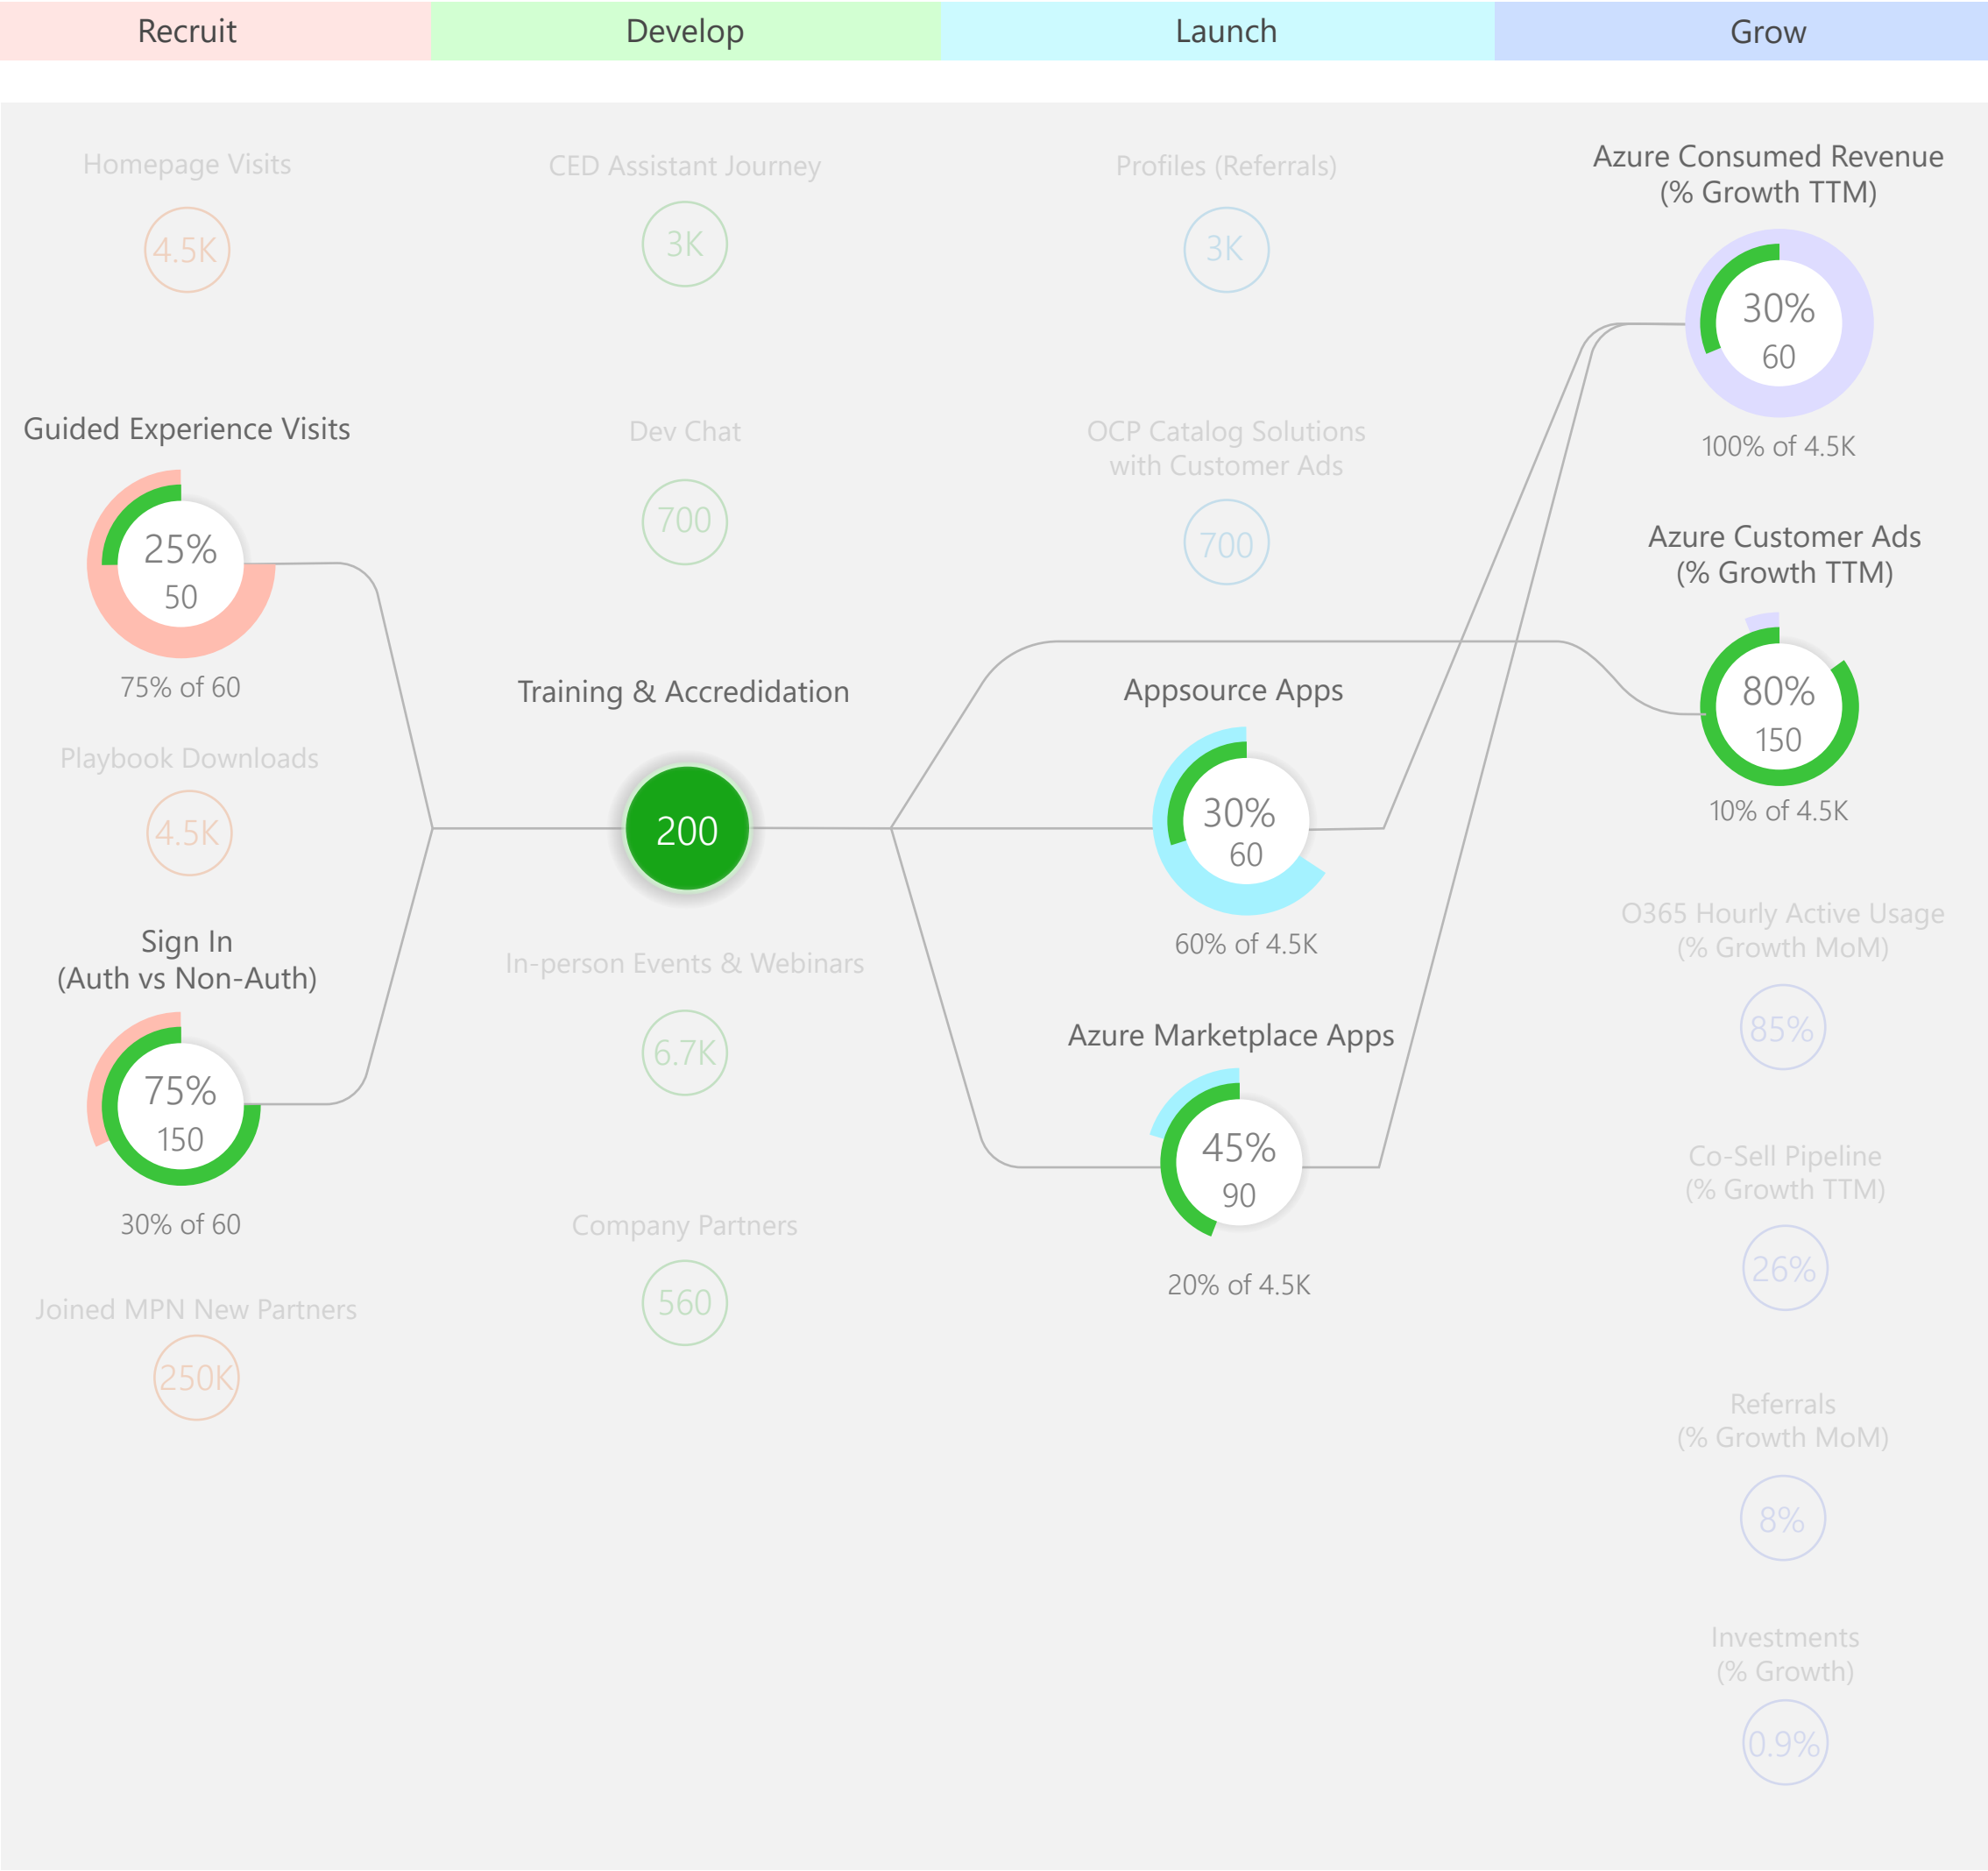 Recruit
Develop
Launch
Grow
Homepage Visits
4.5K
Guided Experience Visits
25%
50
75% of 60
Playbook Downloads
4.5K
Sign In
(Auth vs Non-Auth)
75%
150
30% of 60
Joined MPN New Partners
250K
CED Assistant Journey
3K
Dev Chat
700
Training & Accredidation
200
In-person Events & Webinars
6.7K
Company Partners
560
Profiles (Referrals)
3K
OCP Catalog Solutions
with Customer Ads
700
Appsource Apps
30%
60
60% of 4.5K
Azure Marketplace Apps
45%
90
20% of 4.5K
Azure Consumed Revenue
(% Growth TTM)
30%
60
100% of 4.5K
Azure Customer Ads
(% Growth TTM)
80%
150
10% of 4.5K
O365 Hourly Active Usage
(% Growth MoM)
85%
Co-Sell Pipeline
(% Growth TTM)
26%
Referrals
(% Growth MoM)
8%
Investments
(% Growth)
0.9%